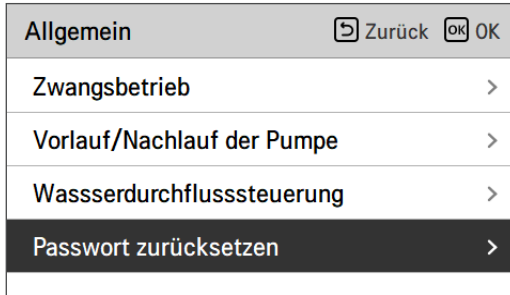 Allgemein Zurück OK OK
Zwangsbetrieb >
Vorlauf/Nachlauf der Pumpe >
Wassserdurchflusssteuerung >
Passwort zurücksetzen >